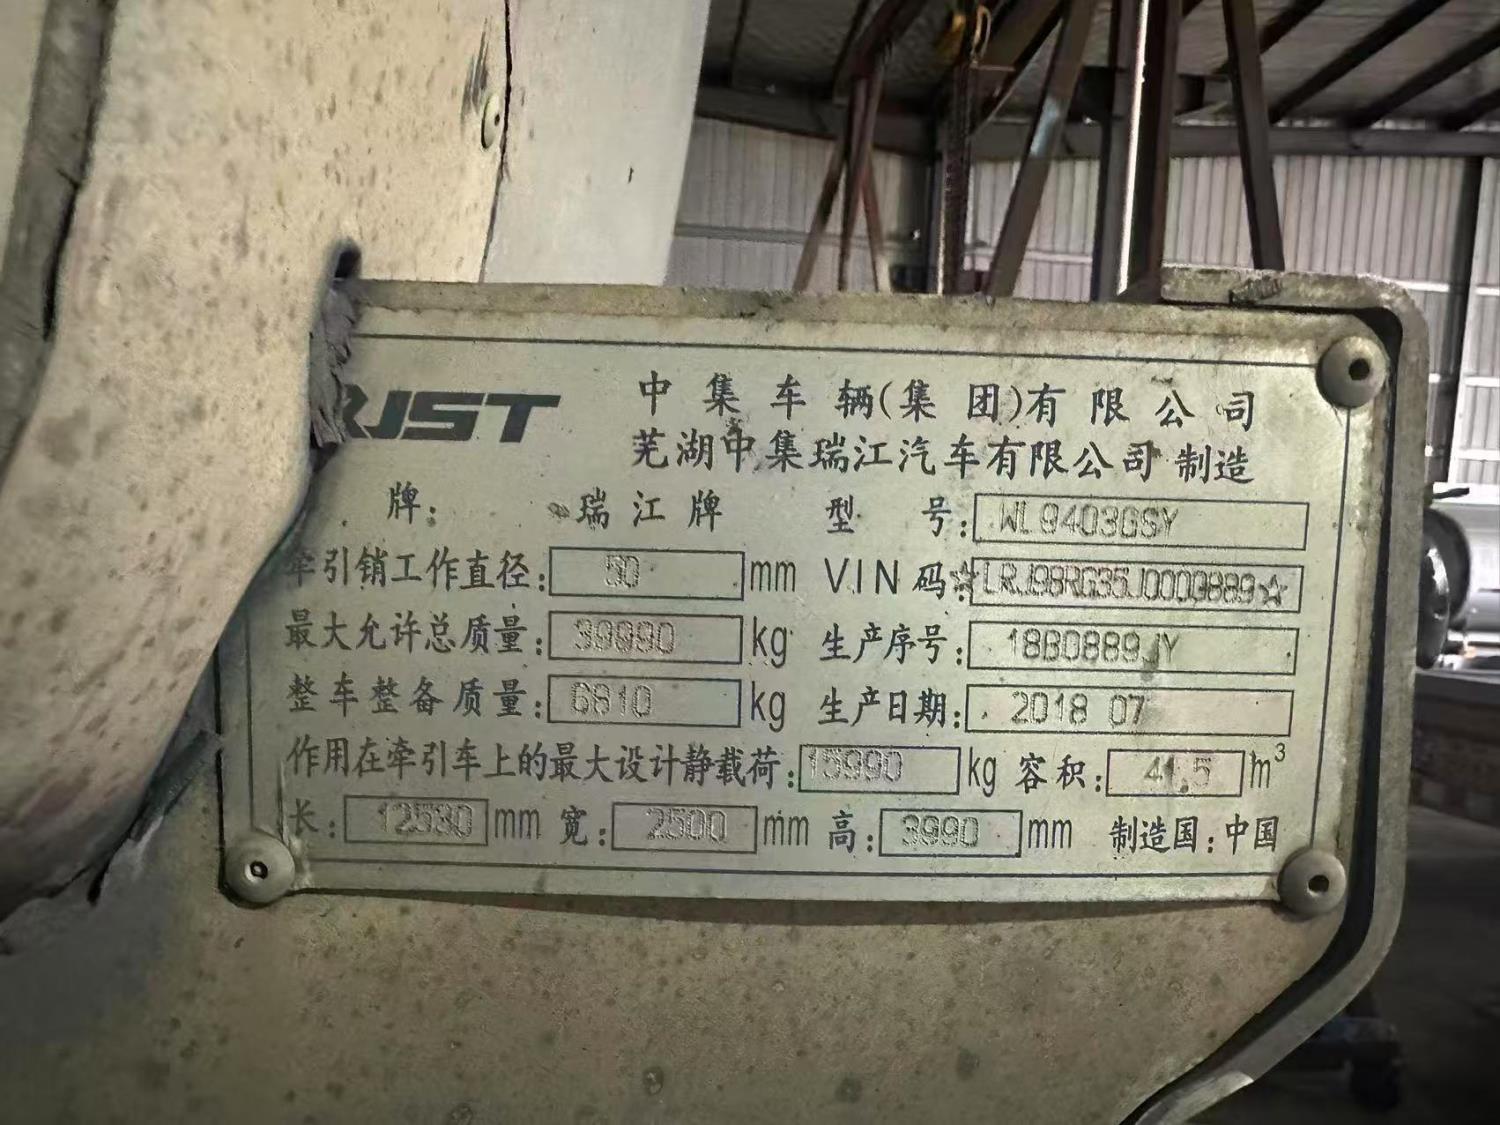 RJST
中集车辆(集团)有限公司
芜湖中集瑞江汽车有限公司 制造
牌: 瑞江牌 型号: WL9403GSY
牵引销工作直径: 50 mm VIN码: ☆LRJ98RG35J0000889☆
最大允许总质量: 39990 kg 生产序号: 18B0889JY
整车整备质量: 6810 kg 生产日期: 2018 07
作用在牵引车上的最大设计静载荷: 15990 kg 容积: 41.5 m³
长: 12530 mm 宽: 2500 mm 高: 3990 mm 制造国: 中国